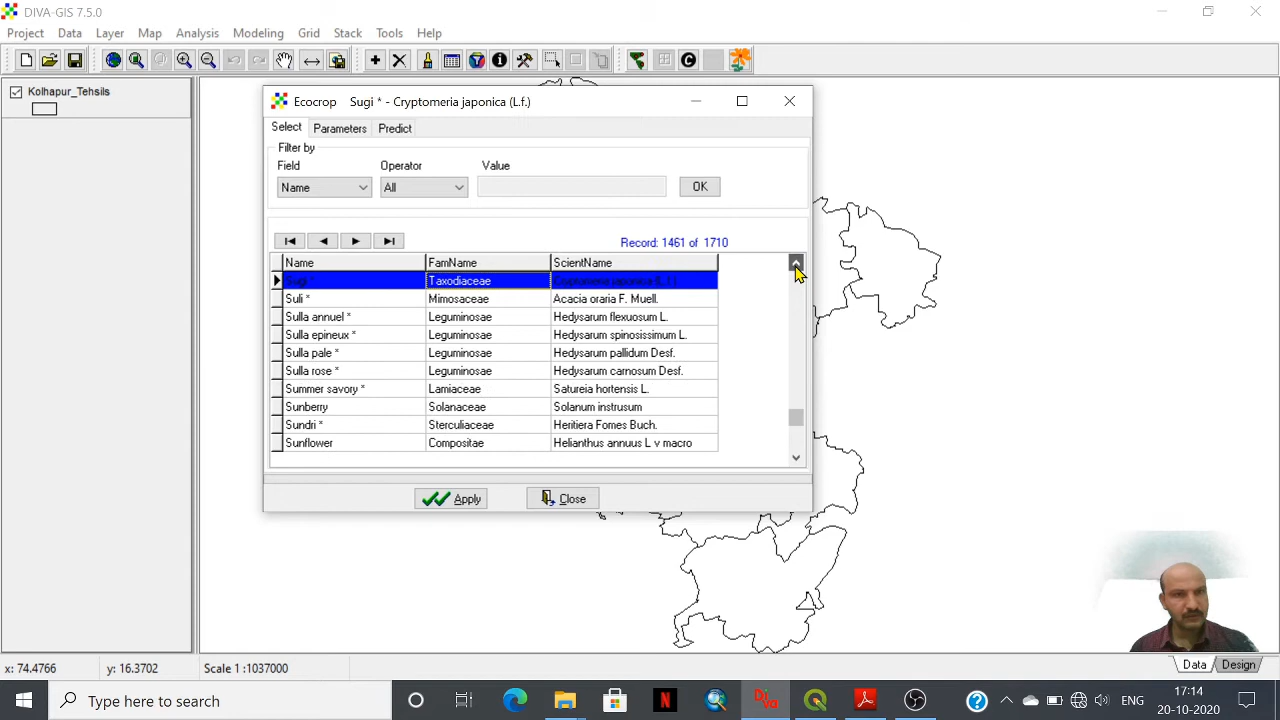 DIVA-GIS 7.5.0
Project Data Layer Map Analysis Modeling Grid Stack Tools Help
Kolhapur_Tehsils
Ecocrop Sugi * - Cryptomeria japonica (L.f.)
Select Parameters Predict
Filter by
Field Operator Value
Name All OK
Record: 1461 of 1710
Name FamName ScientName
Sugi * Taxodiaceae Cryptomeria japonica (L.f.)
Suli * Mimosaceae Acacia oraria F. Muell.
Sulla annuel * Leguminosae Hedysarum flexuosum L.
Sulla epineux * Leguminosae Hedysarum spinosissimum L.
Sulla pale * Leguminosae Hedysarum pallidum Desf.
Sulla rose * Leguminosae Hedysarum carnosum Desf.
Summer savory * Lamiaceae Satureia hortensis L.
Sunberry Solanaceae Solanum instrusum
Sundri * Sterculiaceae Heritiera Fomes Buch.
Sunflower Compositae Helianthus annuus L v macro
Apply Close
Data Design
x: 74.4766 y: 16.3702 Scale 1 :1037000
Type here to search
ENG
17:14
20-10-2020